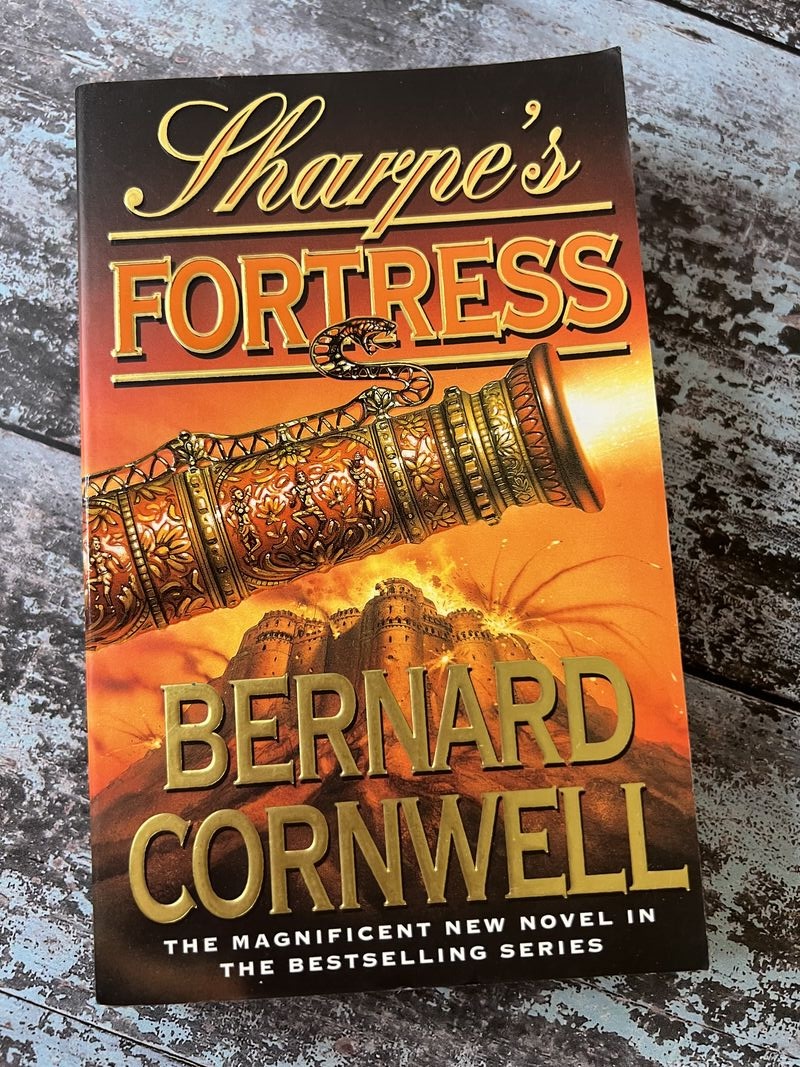 Sharpe's
FORTRESS
BERNARD
CORNWELL
THE MAGNIFICENT NEW NOVEL IN
THE BESTSELLING SERIES